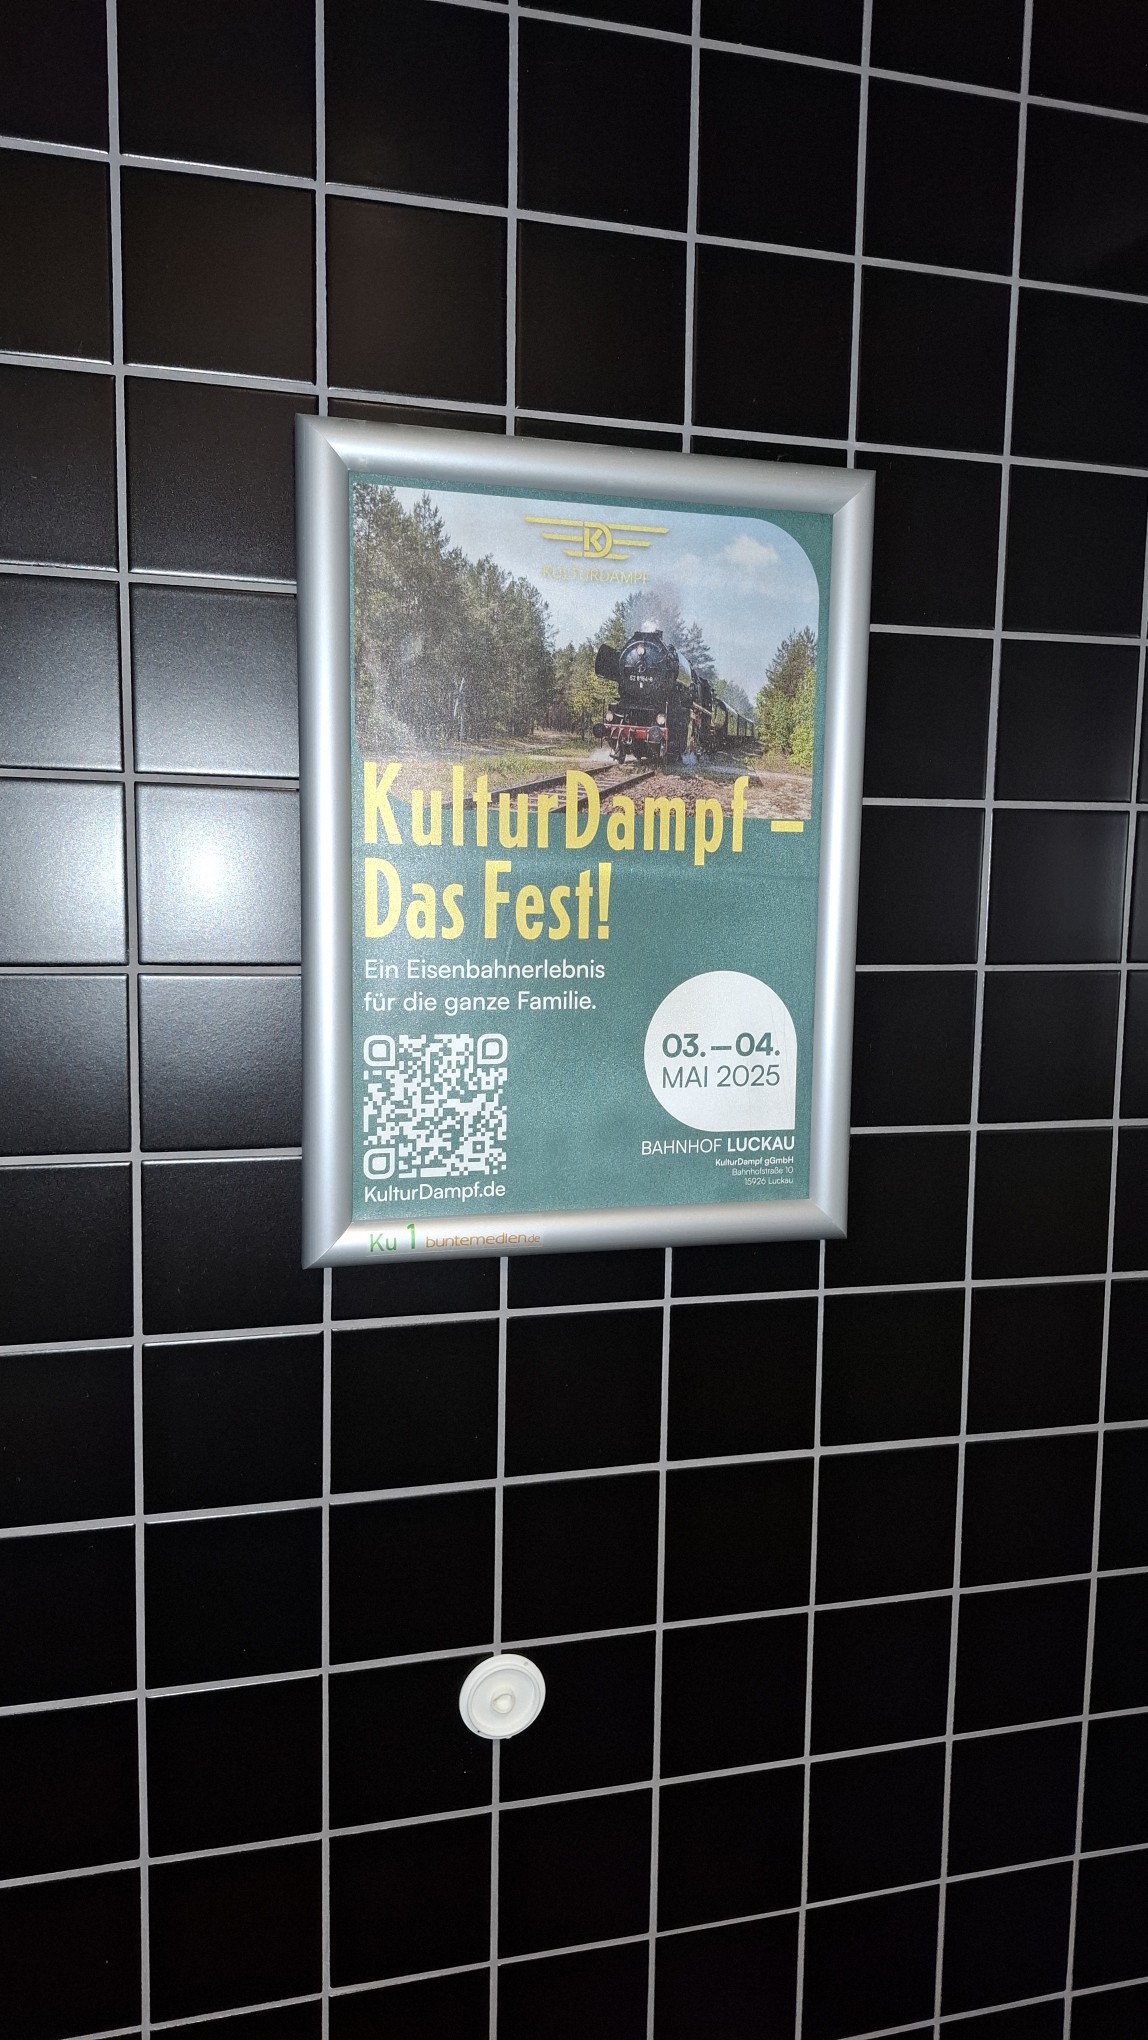 KD
KULTURDAMPF
KulturDampf –
Das Fest!
Ein Eisenbahnerlebnis
für die ganze Familie.
03. – 04.
MAI 2025
BAHNHOF LUCKAU
KulturDampf gGmbH
Bahnhofstraße 10
15926 Luckau
KulturDampf.de
Ku 1 buntemedien.de